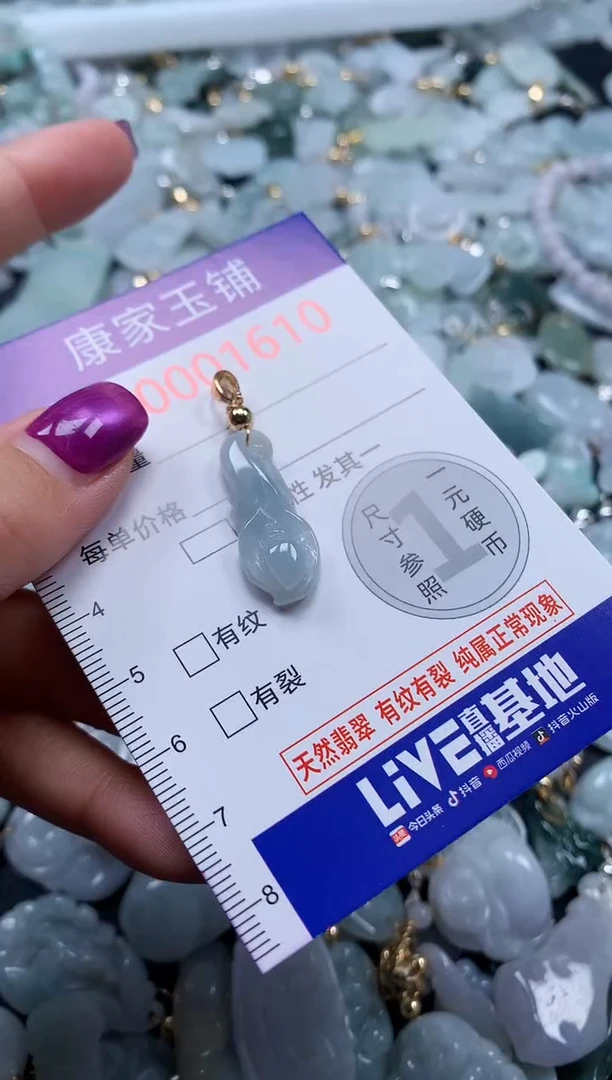 康家玉铺
0001610
量
每单价格
性 发其一
尺寸参照
1
一元硬币
有纹
有裂
天然翡翠 有纹有裂 纯属正常现象
LiVE直播基地
头条 今日头条 抖音 西瓜视频 抖音火山版
4
5
6
7
8